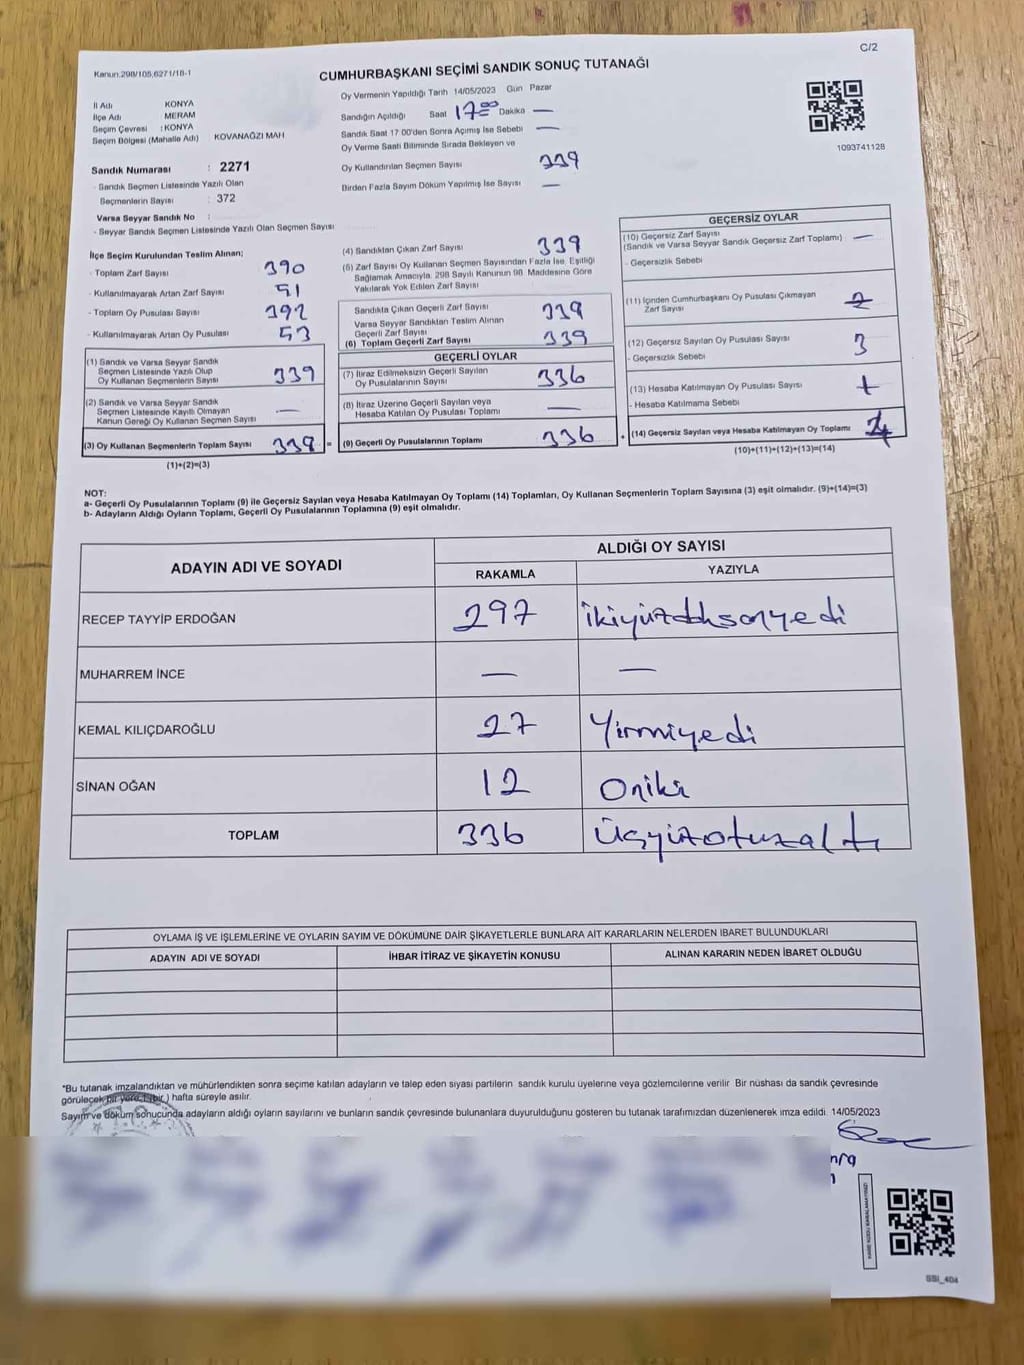 C/2
Kanun.298/105,6271/18-1
CUMHURBAŞKANI SEÇİMİ SANDIK SONUÇ TUTANAĞI
İl Adı KONYA
İlçe Adı MERAM
Seçim Çevresi : KONYA
Seçim Bölgesi (Mahalle Adı) KOVANAĞZI MAH
Sandık Numarası : 2271
- Sandık Seçmen Listesinde Yazılı Olan
Seçmenlerin Sayısı : 372
Varsa Seyyar Sandık No :
- Seyyar Sandık Seçmen Listesinde Yazılı Olan Seçmen Sayısı
Oy Vermenin Yapıldığı Tarih 14/05/2023 Gün Pazar
Sandığın Açıldığı Saat 17:00 Dakika —
Sandık Saat 17 00'den Sonra Açımış İse Sebebi —
Oy Verme Saati Bitiminde Sırada Bekleyen ve
Oy Kullandırılan Seçmen Sayısı 339
Birden Fazla Sayım Döküm Yapılmış İse Sayısı —
1093741128
İlçe Seçim Kurulundan Teslim Alınan;
- Toplam Zarf Sayısı 390
- Kullanılmayarak Artan Zarf Sayısı 51
- Toplam Oy Pusulası Sayısı 392
- Kullanılmayarak Artan Oy Pusulası 53
(1) Sandık ve Varsa Seyyar Sandık
Seçmen Listesinde Yazılı Olup
Oy Kullanan Seçmenlerin Sayısı 339
(2) Sandık ve Varsa Seyyar Sandık
Seçmen Listesinde Kayıtlı Olmayan
Kanun Gereği Oy Kullanan Seçmen Sayısı —
(3) Oy Kullanan Seçmenlerin Toplam Sayısı 339 =
(1)+(2)=(3)
(4) Sandıktan Çıkan Zarf Sayısı 339
(5) Zarf Sayısı Oy Kullanan Seçmen Sayısından Fazla İse, Eşitliği
Sağlamak Amacıyla, 298 Sayılı Kanunun 98. Maddesine Göre
Yakılarak Yok Edilen Zarf Sayısı
Sandıkta Çıkan Geçerli Zarf Sayısı 339
Varsa Seyyar Sandıktan Teslim Alınan
Geçerli Zarf Sayısı
(6) Toplam Geçerli Zarf Sayısı 339
GEÇERLİ OYLAR
(7) İtiraz Edilmeksizin Geçerli Sayılan
Oy Pusulalarının Sayısı 336
(8) İtiraz Üzerine Geçerli Sayılan veya
Hesaba Katılan Oy Pusulası Toplamı —
(9) Geçerli Oy Pusulalarının Toplamı 336 +
GEÇERSİZ OYLAR
(10) Geçersiz Zarf Sayısı
(Sandık ve Varsa Seyyar Sandık Geçersiz Zarf Toplamı) —
- Geçersizlik Sebebi
(11) İçinden Cumhurbaşkanı Oy Pusulası Çıkmayan
Zarf Sayısı
(12) Geçersiz Sayılan Oy Pusulası Sayısı 3
- Geçersizlik Sebebi
(13) Hesaba Katılmayan Oy Pusulası Sayısı
- Hesaba Katılmama Sebebi
(14) Geçersiz Sayılan veya Hesaba Katılmayan Oy Toplamı
(10)+(11)+(12)+(13)=(14)
NOT:
a- Geçerli Oy Pusulalarının Toplamı (9) ile Geçersiz Sayılan veya Hesaba Katılmayan Oy Toplamı (14) Toplamları, Oy Kullanan Seçmenlerin Toplam Sayısına (3) eşit olmalıdır. (9)+(14)=(3)
b- Adayların Aldığı Oyların Toplamı, Geçerli Oy Pusulalarının Toplamına (9) eşit olmalıdır.
ADAYIN ADI VE SOYADI ALDIĞI OY SAYISI
RAKAMLA YAZIYLA
RECEP TAYYİP ERDOĞAN 297 ikiyüzdoksanyedi
MUHARREM İNCE — —
KEMAL KILIÇDAROĞLU 27 Yirmiyedi
SİNAN OĞAN 12 Oniki
TOPLAM 336 Üçyüzotuzaltı
OYLAMA İŞ VE İŞLEMLERİNE VE OYLARIN SAYIM VE DÖKÜMÜNE DAİR ŞİKAYETLERLE BUNLARA AİT KARARLARIN NELERDEN İBARET BULUNDUKLARI
ADAYIN ADI VE SOYADI İHBAR İTİRAZ VE ŞİKAYETİN KONUSU ALINAN KARARIN NEDEN İBARET OLDUĞU
*Bu tutanak imzalandıktan ve mühürlendikten sonra seçime katılan adayların ve talep eden siyasi partilerin sandık kurulu üyelerine veya gözlemcilerine verilir Bir nüshası da sandık çevresinde
görülecek bir yere 1 (bir) hafta süreyle asılır.
Sayım ve döküm sonucunda adayların aldığı oyların sayılarını ve bunların sandık çevresinde bulunanlara duyurulduğunu gösteren bu tutanak tarafımızdan düzenlenerek imza edildi. 14/05/2023
SSI_404